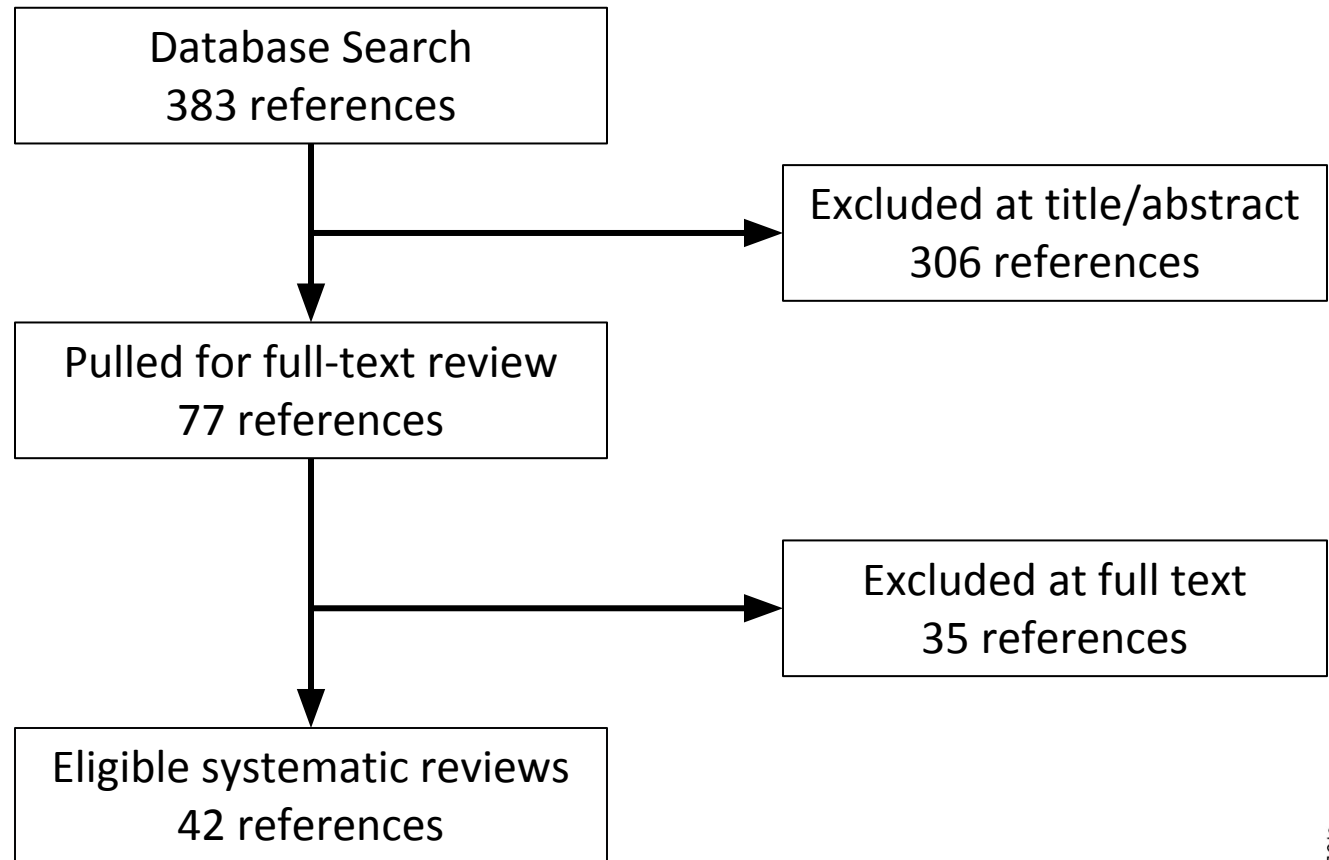 Database Search
383 references
Excluded at title/abstract
306 references
Pulled for full-text review
77 references
Excluded at full text
35 references
Eligible systematic reviews
42 references